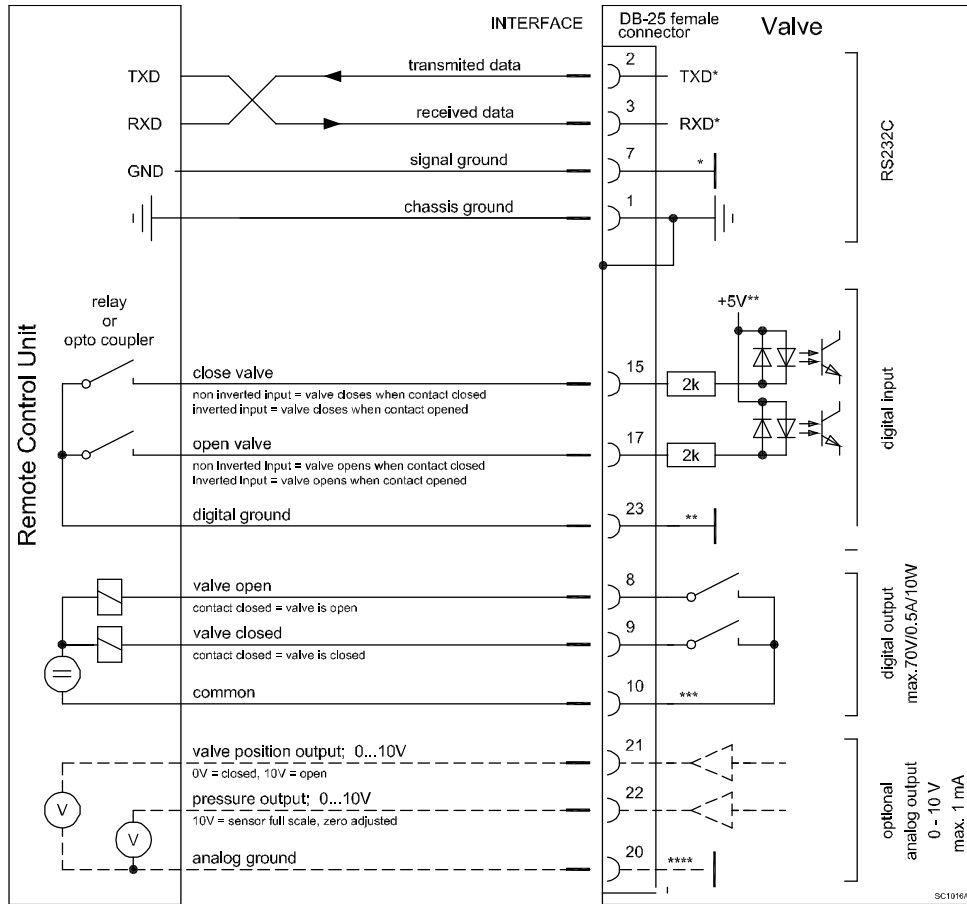 INTERFACE
DB-25 female
connector
Valve
TXD
transmited data
2
TXD*
RXD
received data
3
RXD*
GND
signal ground
7
*
chassis ground
1
RS232C
Remote Control Unit
relay
or
opto coupler
+5V**
close valve
non inverted input = valve closes when contact closed
inverted input = valve closes when contact opened
15
2k
open valve
non inverted input = valve opens when contact closed
inverted input = valve opens when contact opened
17
2k
digital ground
23
**
digital input
valve open
contact closed = valve is open
8
valve closed
contact closed = valve is closed
9
common
10
***
digital output
max.70V/0.5A/10W
valve position output; 0...10V
0V = closed, 10V = open
21
V
pressure output; 0...10V
10V = sensor full scale, zero adjusted
22
V
analog ground
20
****
optional
analog output
0 - 10 V
max. 1 mA
SC1016A